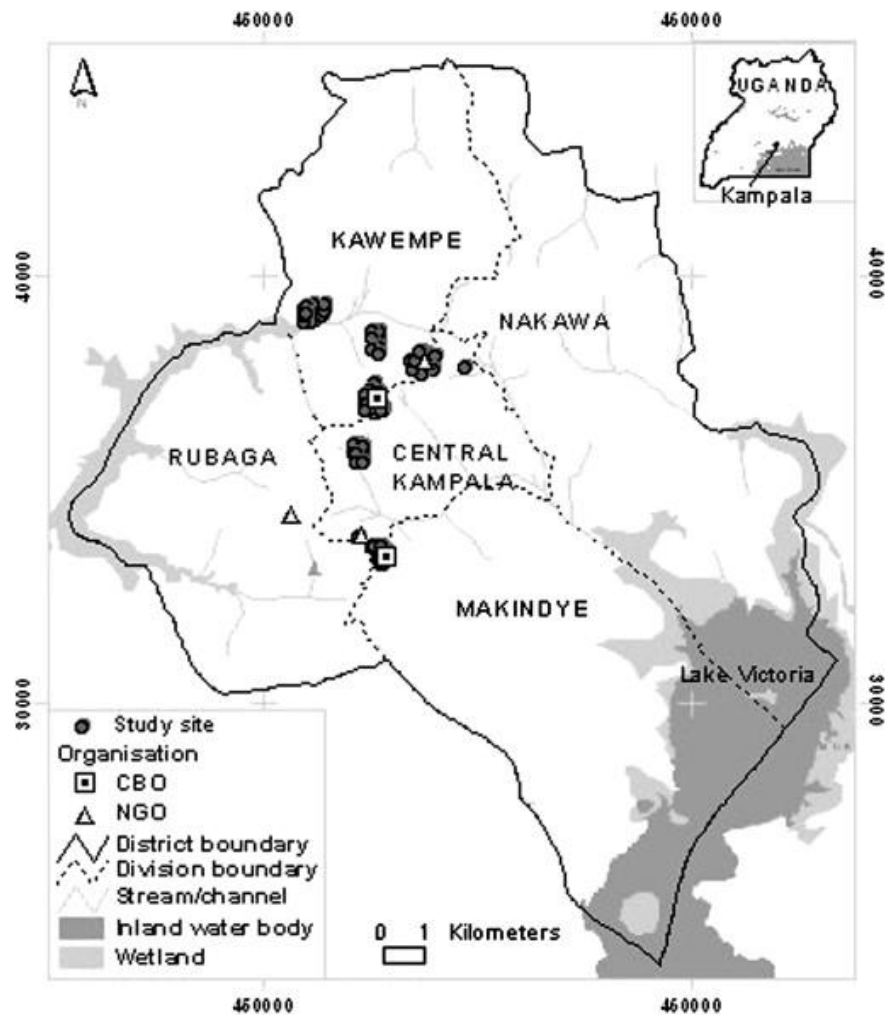 450000
460000
N
UGANDA
Kampala
KAWEMPE
40000
40000
NAKAWA
RUBAGA
CENTRAL
KAMPALA
MAKINDYE
Lake Victoria
30000
30000
Study site
Organisation
CBO
NGO
District boundary
Division boundary
Stream/channel
Inland water body
Wetland
0 1 Kilometers
450000
460000